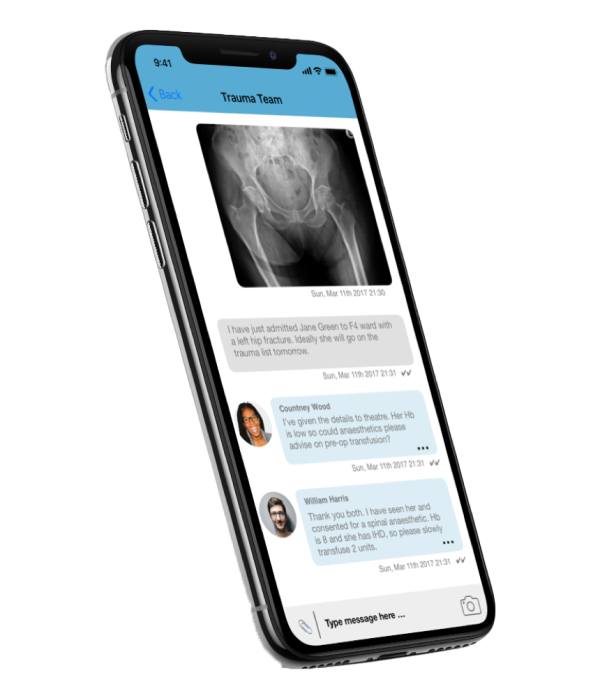 9:41
Back
Trauma Team
Sun, Mar 11th 2017 21:30
I have just admitted Jane Green to F4 ward with
a left hip fracture. Ideally she will go on the
trauma list tomorrow.
Sun, Mar 11th 2017 21:31
Countney Wood
I've given the details to theatre. Her Hb
is low so could anaesthetics please
advise on pre-op transfusion?
Sun, Mar 11th 2017 21:31
William Harris
Thank you both. I have seen her and
consented for a spinal anaesthetic. Hb
is 8 and she has IHD, so please slowly
transfuse 2 units.
Sun, Mar 11th 2017 21:31
Type message here ...